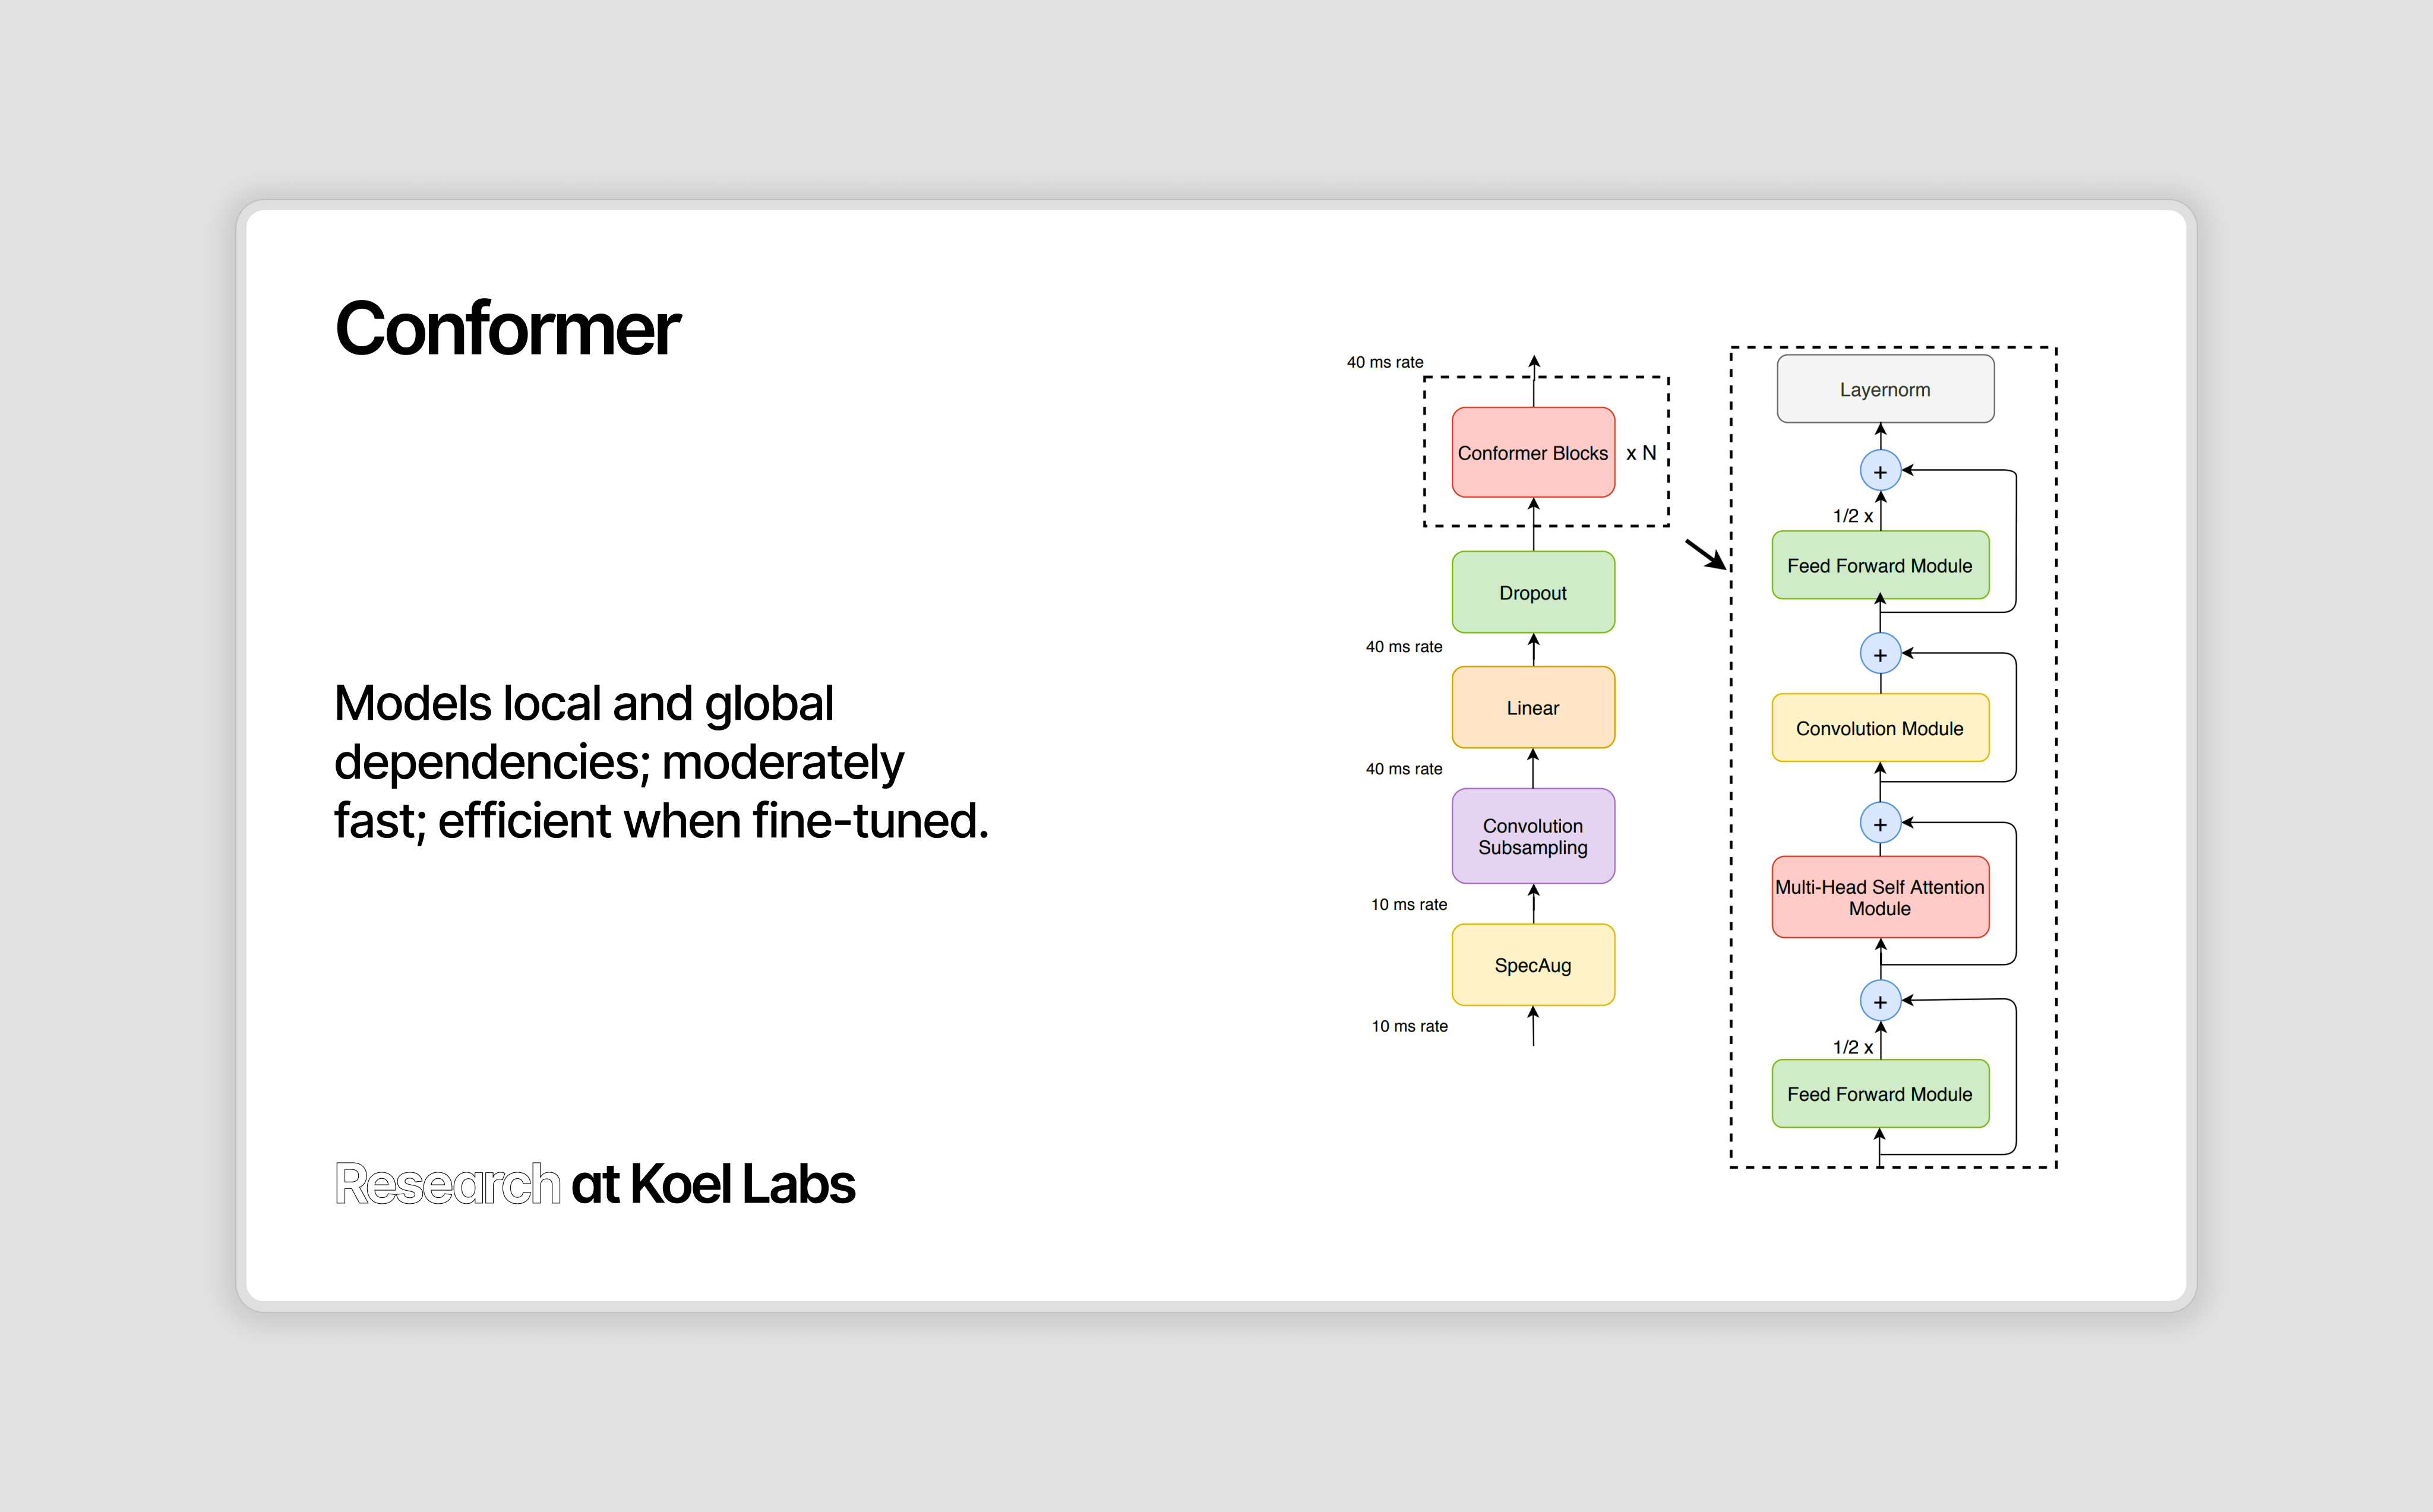 Conformer
Models local and global
dependencies; moderately
fast; efficient when fine-tuned.
Research at Koel Labs
40 ms rate
Conformer Blocks
x N
Dropout
40 ms rate
Linear
40 ms rate
Convolution
Subsampling
10 ms rate
SpecAug
10 ms rate
Layernorm
+
1/2 x
Feed Forward Module
+
Convolution Module
+
Multi-Head Self Attention
Module
+
1/2 x
Feed Forward Module